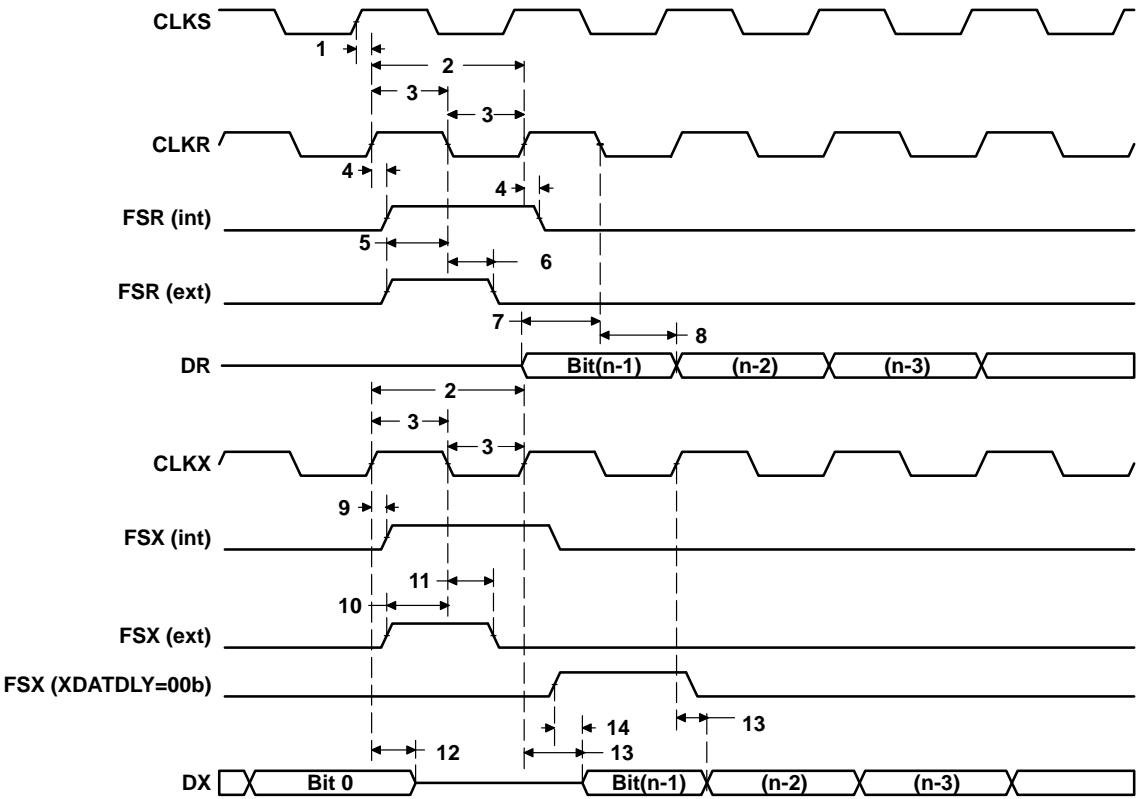 CLKS
1
2
3
3
CLKR
4
4
FSR (int)
5
6
FSR (ext)
7
8
DR Bit(n-1) (n-2) (n-3)
2
3
3
CLKX
9
FSX (int)
11
10
FSX (ext)
FSX (XDATDLY=00b)
14 13
12 13
DX Bit 0 Bit(n-1) (n-2) (n-3)